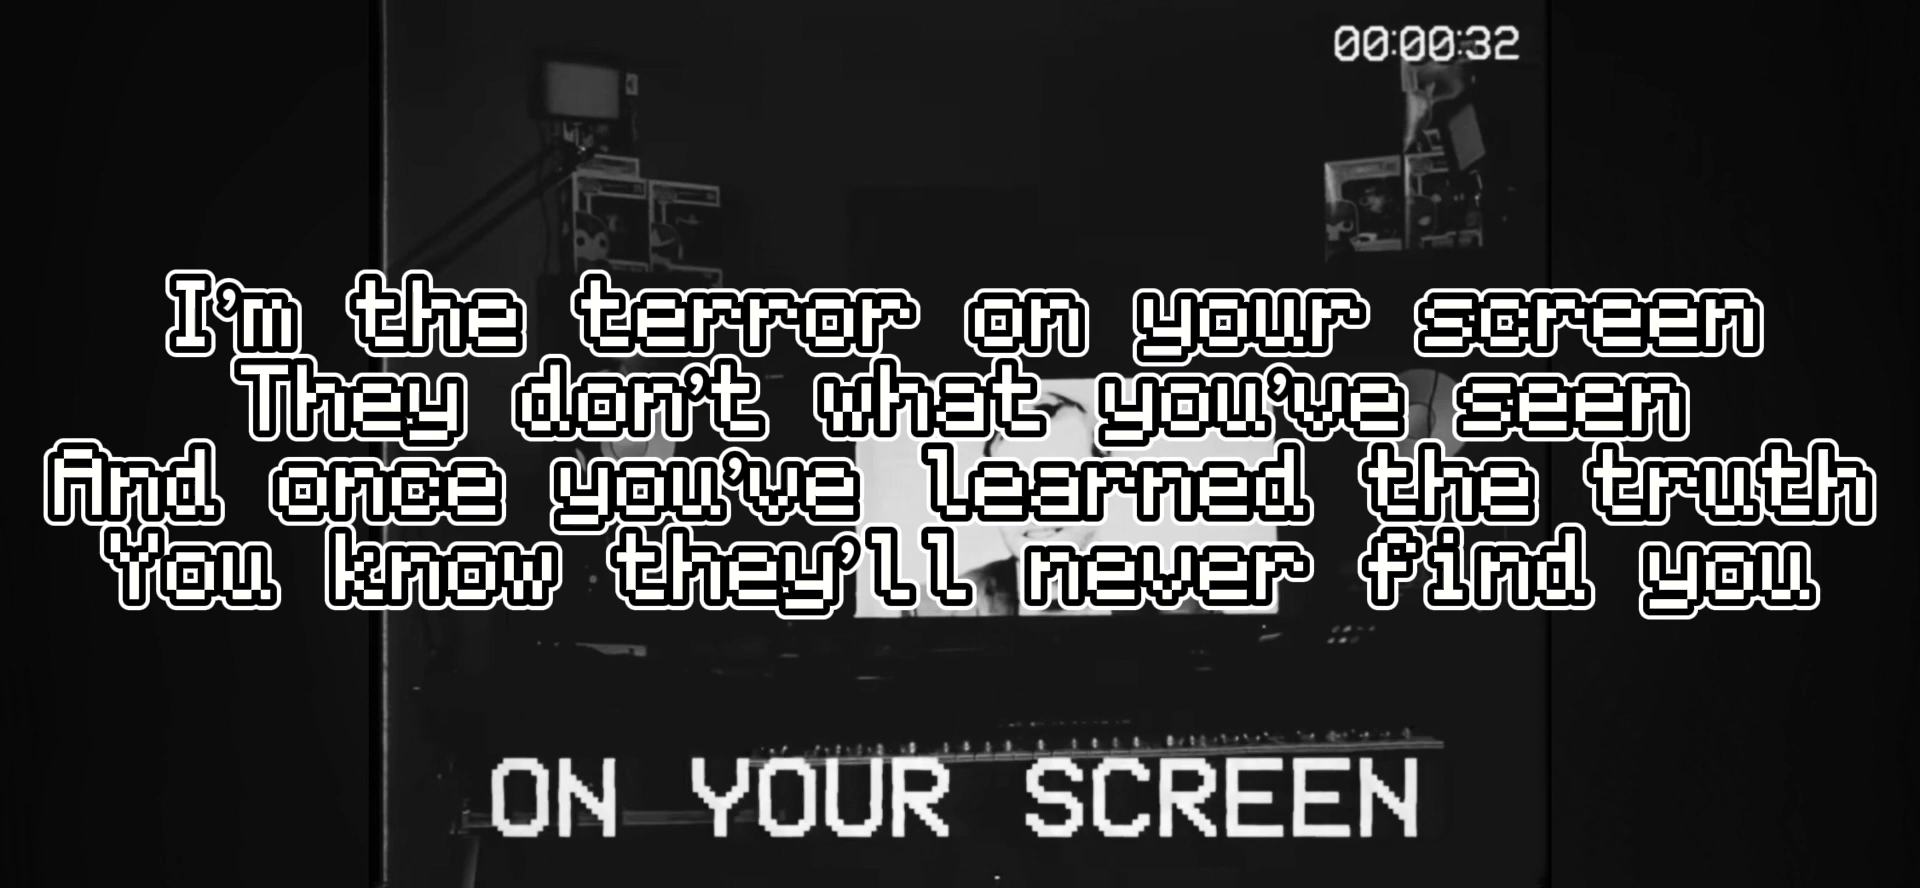 00:00:32
I'm the terror on your screen
They don't what you've seen
And once you've learned the truth
You know they'll never find you
ON YOUR SCREEN